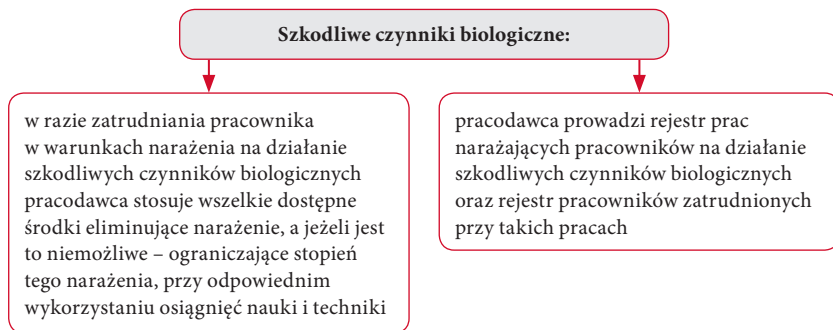 Szkodliwe czynniki biologiczne:
w razie zatrudniania pracownika
w warunkach narażenia na działanie
szkodliwych czynników biologicznych
pracodawca stosuje wszelkie dostępne
środki eliminujące narażenie, a jeżeli jest
to niemożliwe – ograniczające stopień
tego narażenia, przy odpowiednim
wykorzystaniu osiągnięć nauki i techniki
pracodawca prowadzi rejestr prac
narażających pracowników na działanie
szkodliwych czynników biologicznych
oraz rejestr pracowników zatrudnionych
przy takich pracach